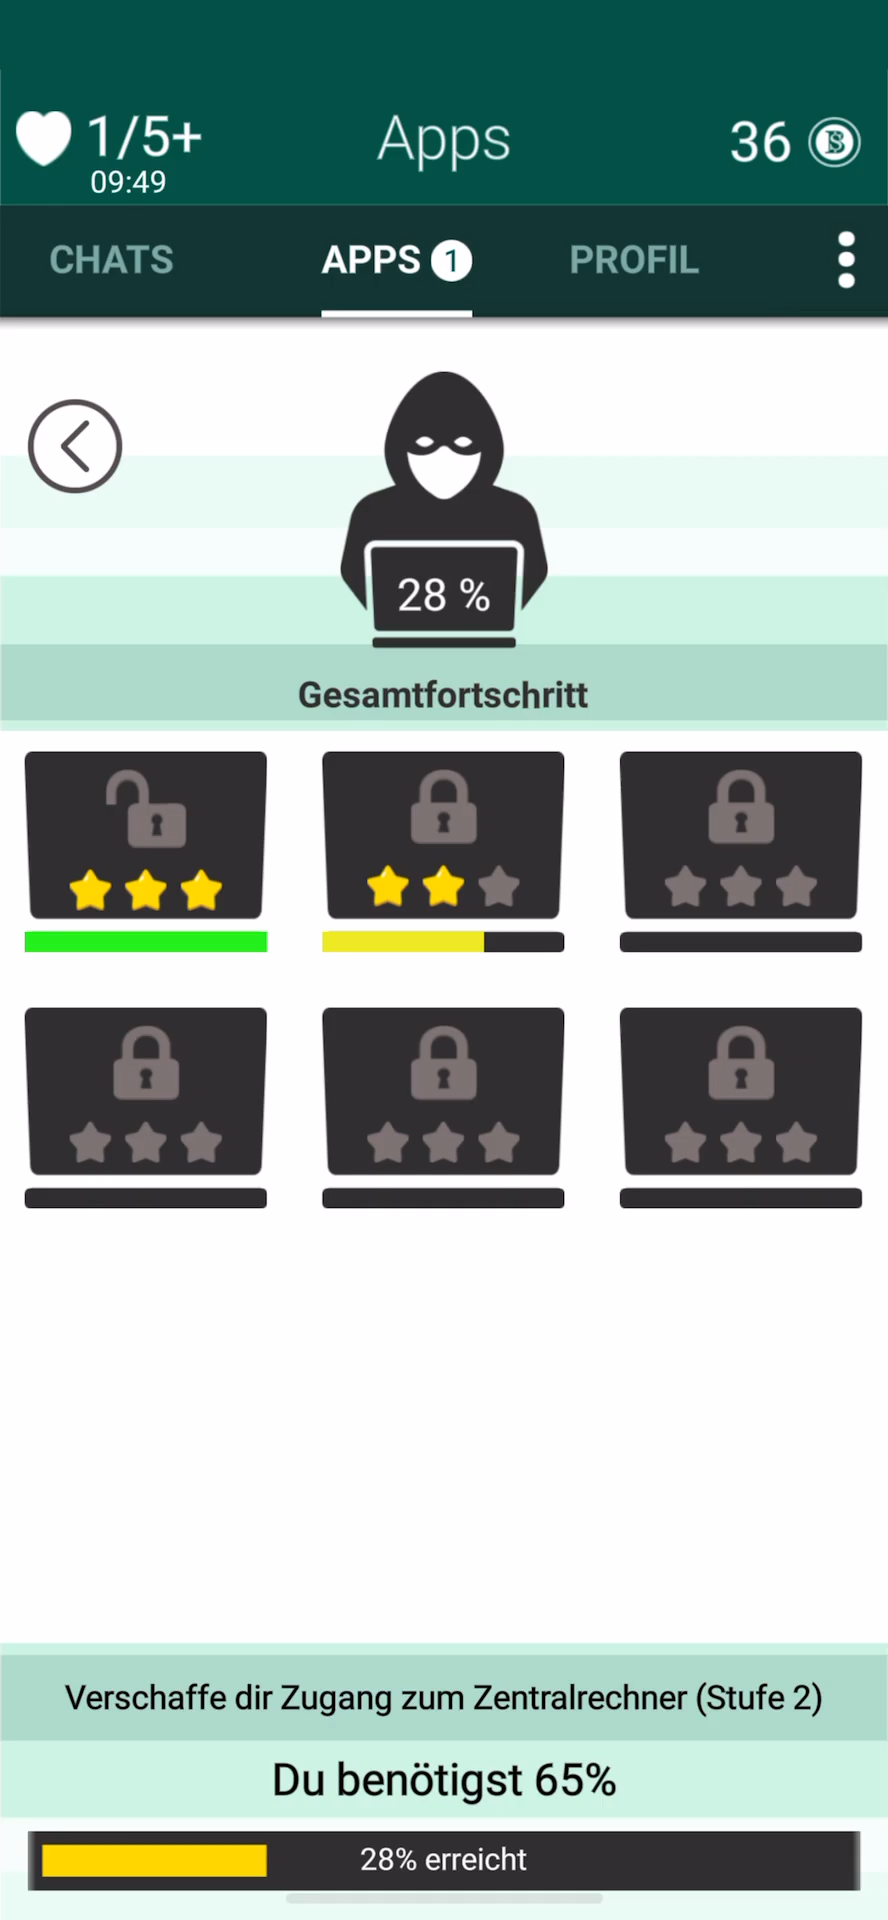 1/5+
09:49
Apps
36
CHATS
APPS 1
PROFIL
28 %
Gesamtfortschritt
Verschaffe dir Zugang zum Zentralrechner (Stufe 2)
Du benötigst 65%
28% erreicht